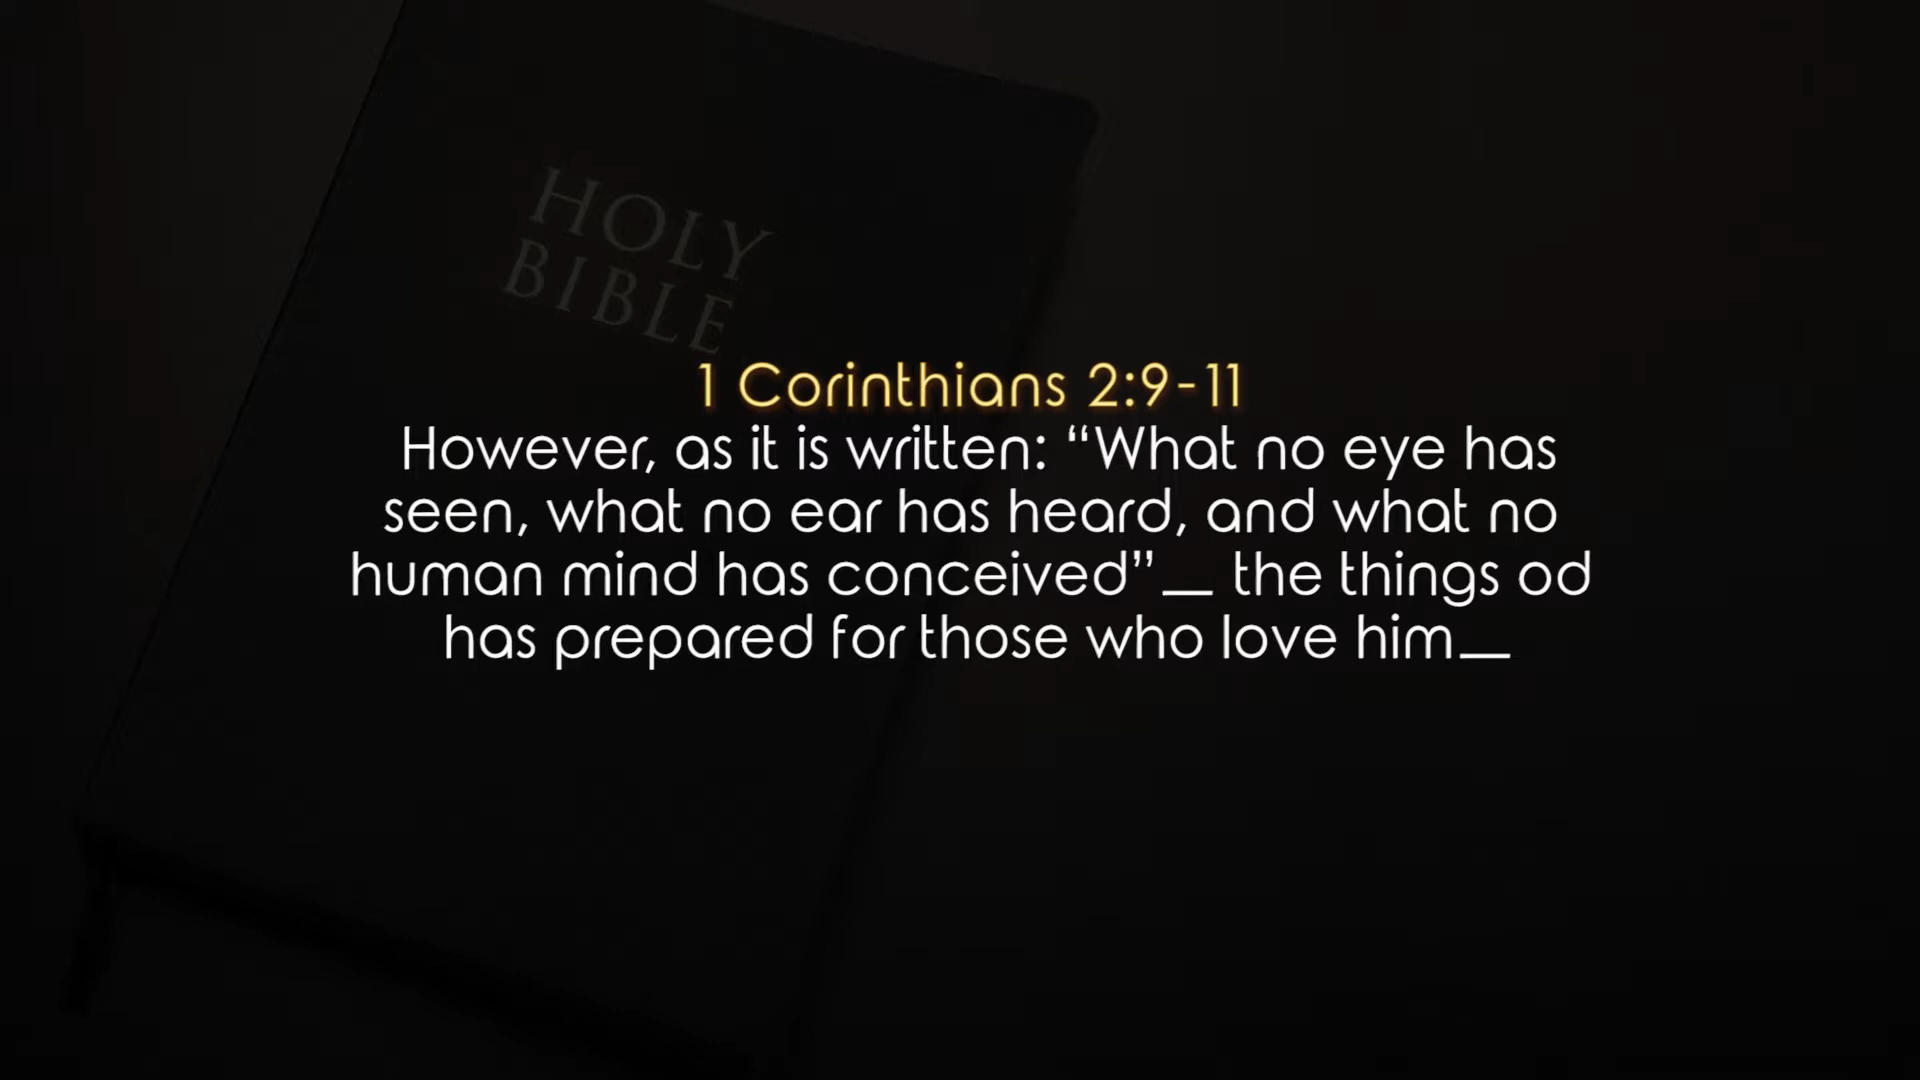 HOLY
BIBLE
1 Corinthians 2:9-11
However, as it is written: “What no eye has
seen, what no ear has heard, and what no
human mind has conceived”__ the things od
has prepared for those who love him__